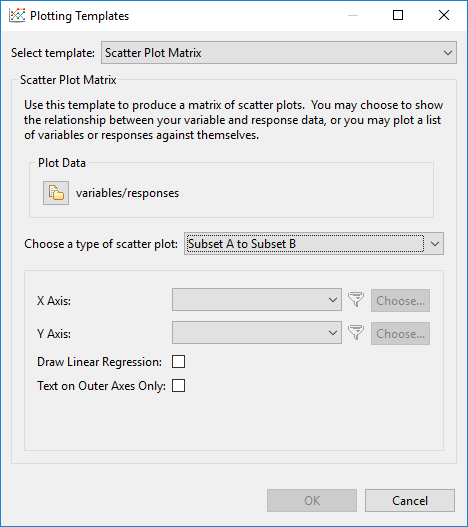 Plotting Templates
Select template: Scatter Plot Matrix
Scatter Plot Matrix
Use this template to produce a matrix of scatter plots.  You may choose to show
the relationship between your variable and response data, or you may plot a list
of variables or responses against themselves.
Plot Data
variables/responses
Choose a type of scatter plot: Subset A to Subset B
X Axis: Choose...
Y Axis: Choose...
Draw Linear Regression:
Text on Outer Axes Only:
OK Cancel